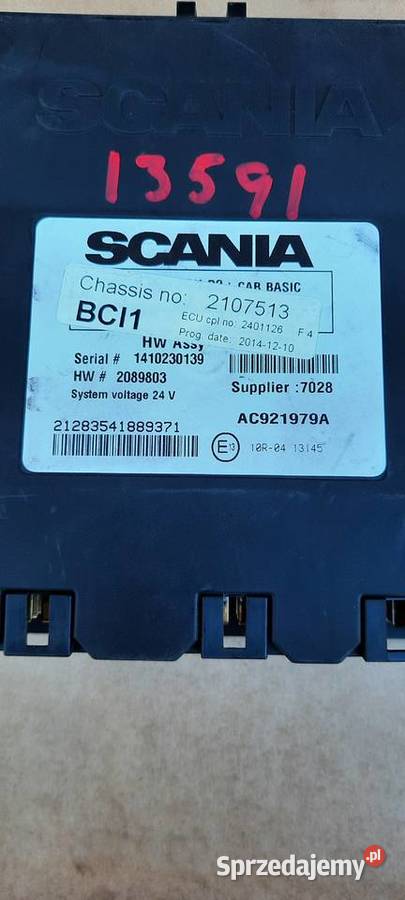 SCANIA
13591
SCANIA
CAB BASIC
Chassis no: 2107513
BCI1
ECU cpl no: 2401126 F 4
Prog. date: 2014-12-10
HW Assy
Serial # 1410230139
HW # 2089803
Supplier :7028
System voltage 24 V
AC921979A
21283541889371
E13
10R-04 13145
Sprzedajemy.pl